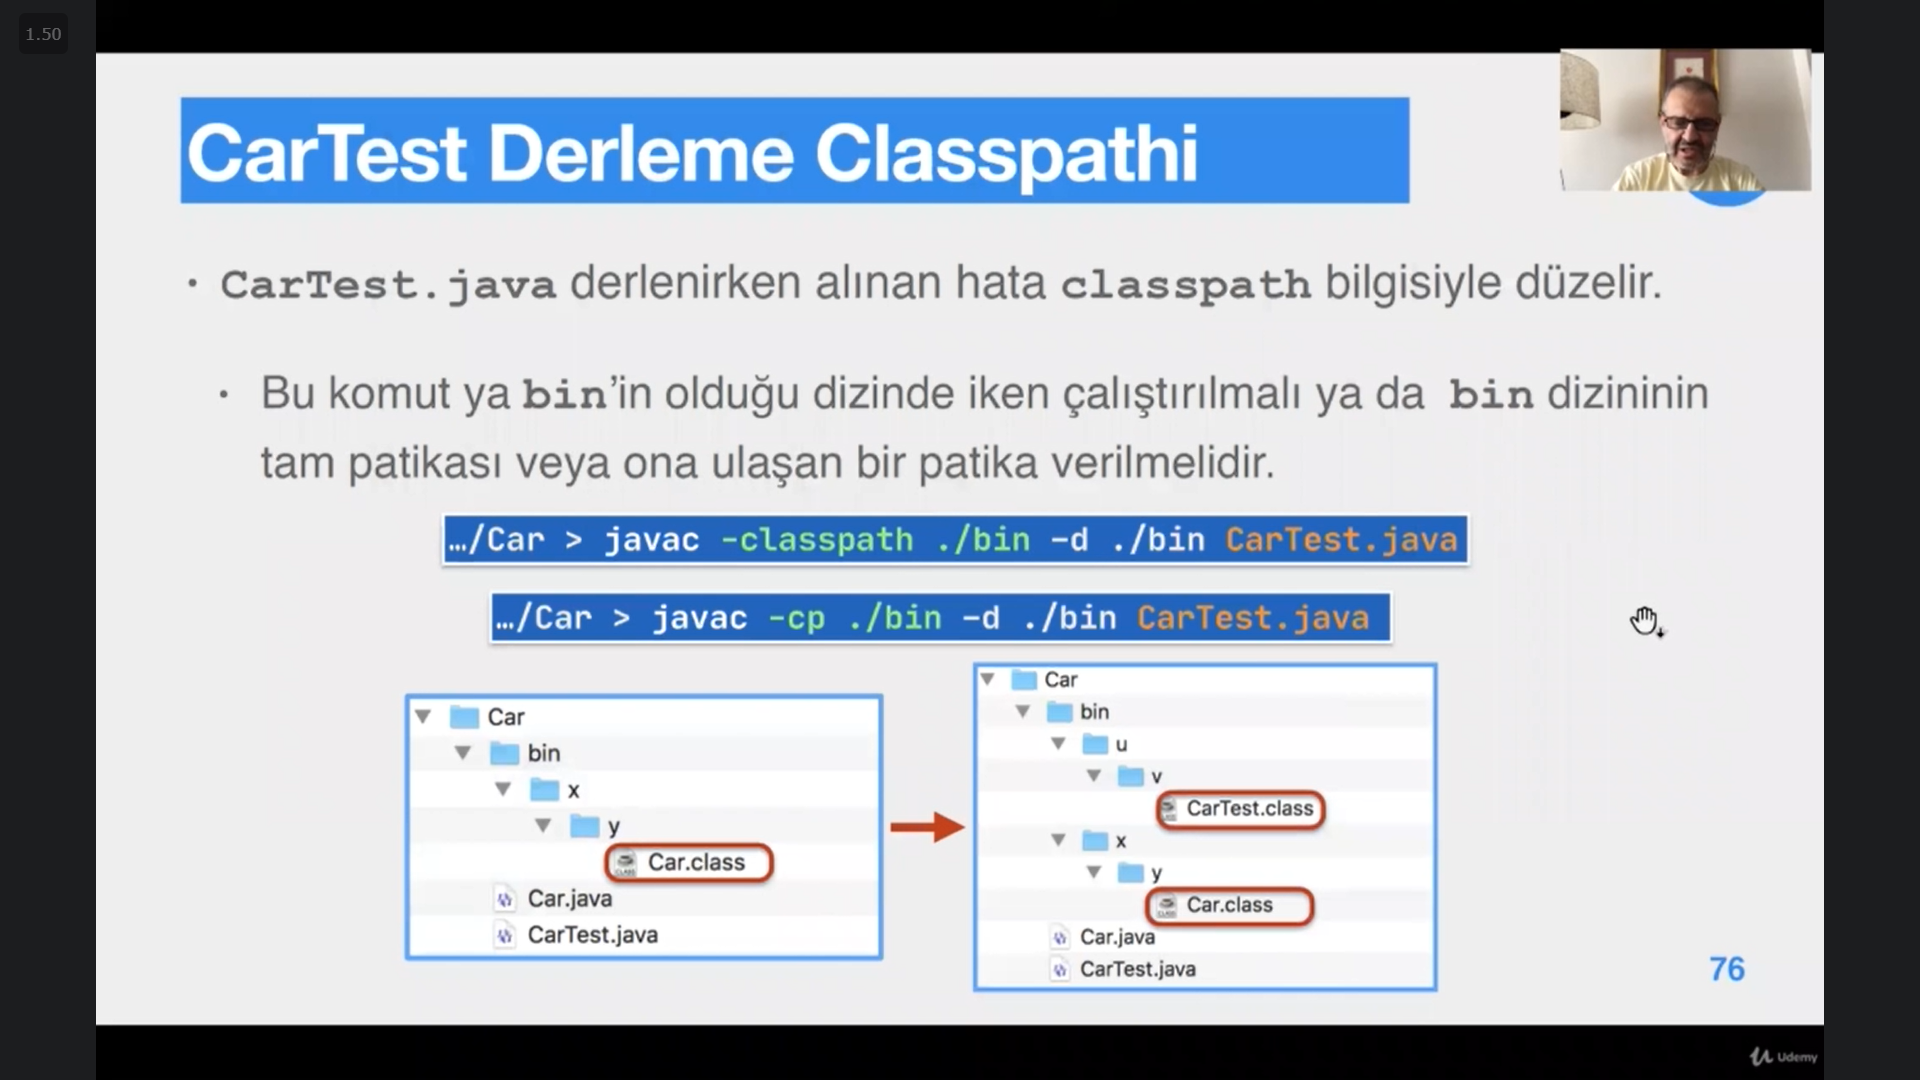 1.50
CarTest Derleme Classpathi
• CarTest.java derlenirken alınan hata classpath bilgisiyle düzelir.
• Bu komut ya bin’in olduğu dizinde iken çalıştırılmalı ya da bin dizininin
tam patikası veya ona ulaşan bir patika verilmelidir.
…/Car > javac -classpath ./bin -d ./bin CarTest.java
…/Car > javac -cp ./bin -d ./bin CarTest.java
Car
bin
x
y
Car.class
Car.java
CarTest.java
Car
bin
u
v
CarTest.class
x
y
Car.class
Car.java
CarTest.java
76
Udemy